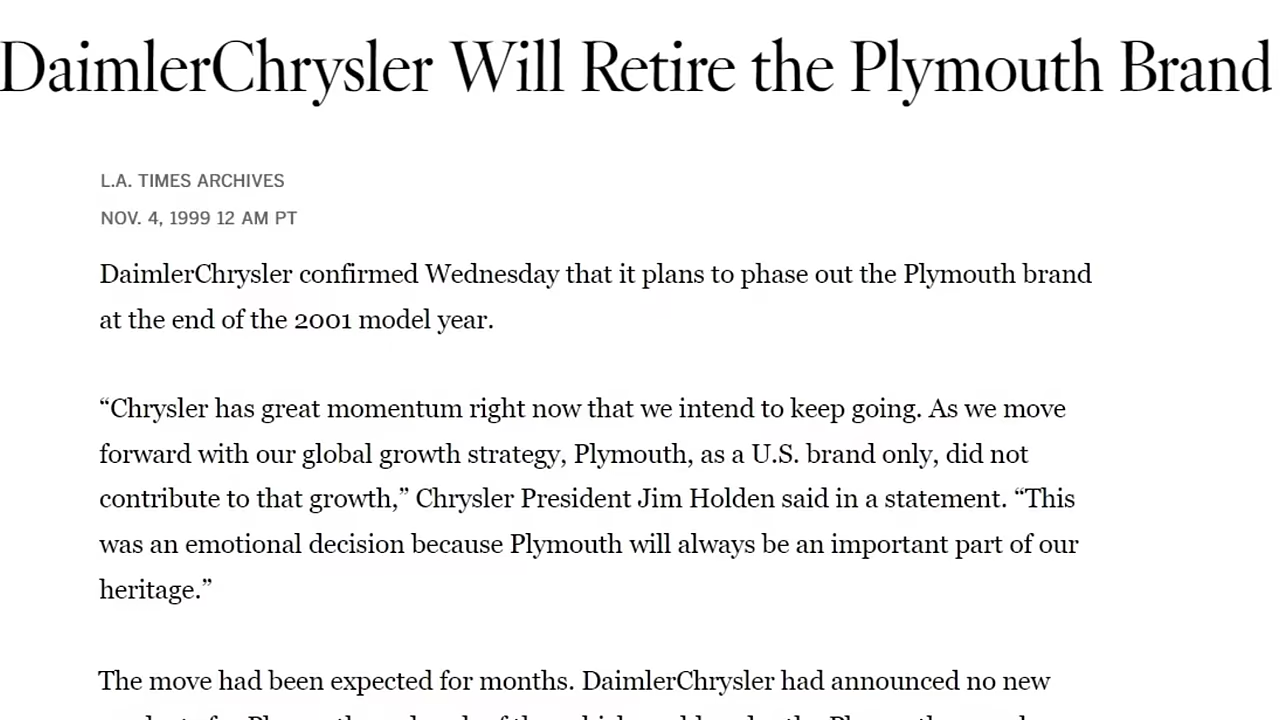 DaimlerChrysler Will Retire the Plymouth Brand
L.A. TIMES ARCHIVES
NOV. 4, 1999 12 AM PT
DaimlerChrysler confirmed Wednesday that it plans to phase out the Plymouth brand
at the end of the 2001 model year.
“Chrysler has great momentum right now that we intend to keep going. As we move
forward with our global growth strategy, Plymouth, as a U.S. brand only, did not
contribute to that growth,” Chrysler President Jim Holden said in a statement. “This
was an emotional decision because Plymouth will always be an important part of our
heritage.”
The move had been expected for months. DaimlerChrysler had announced no new